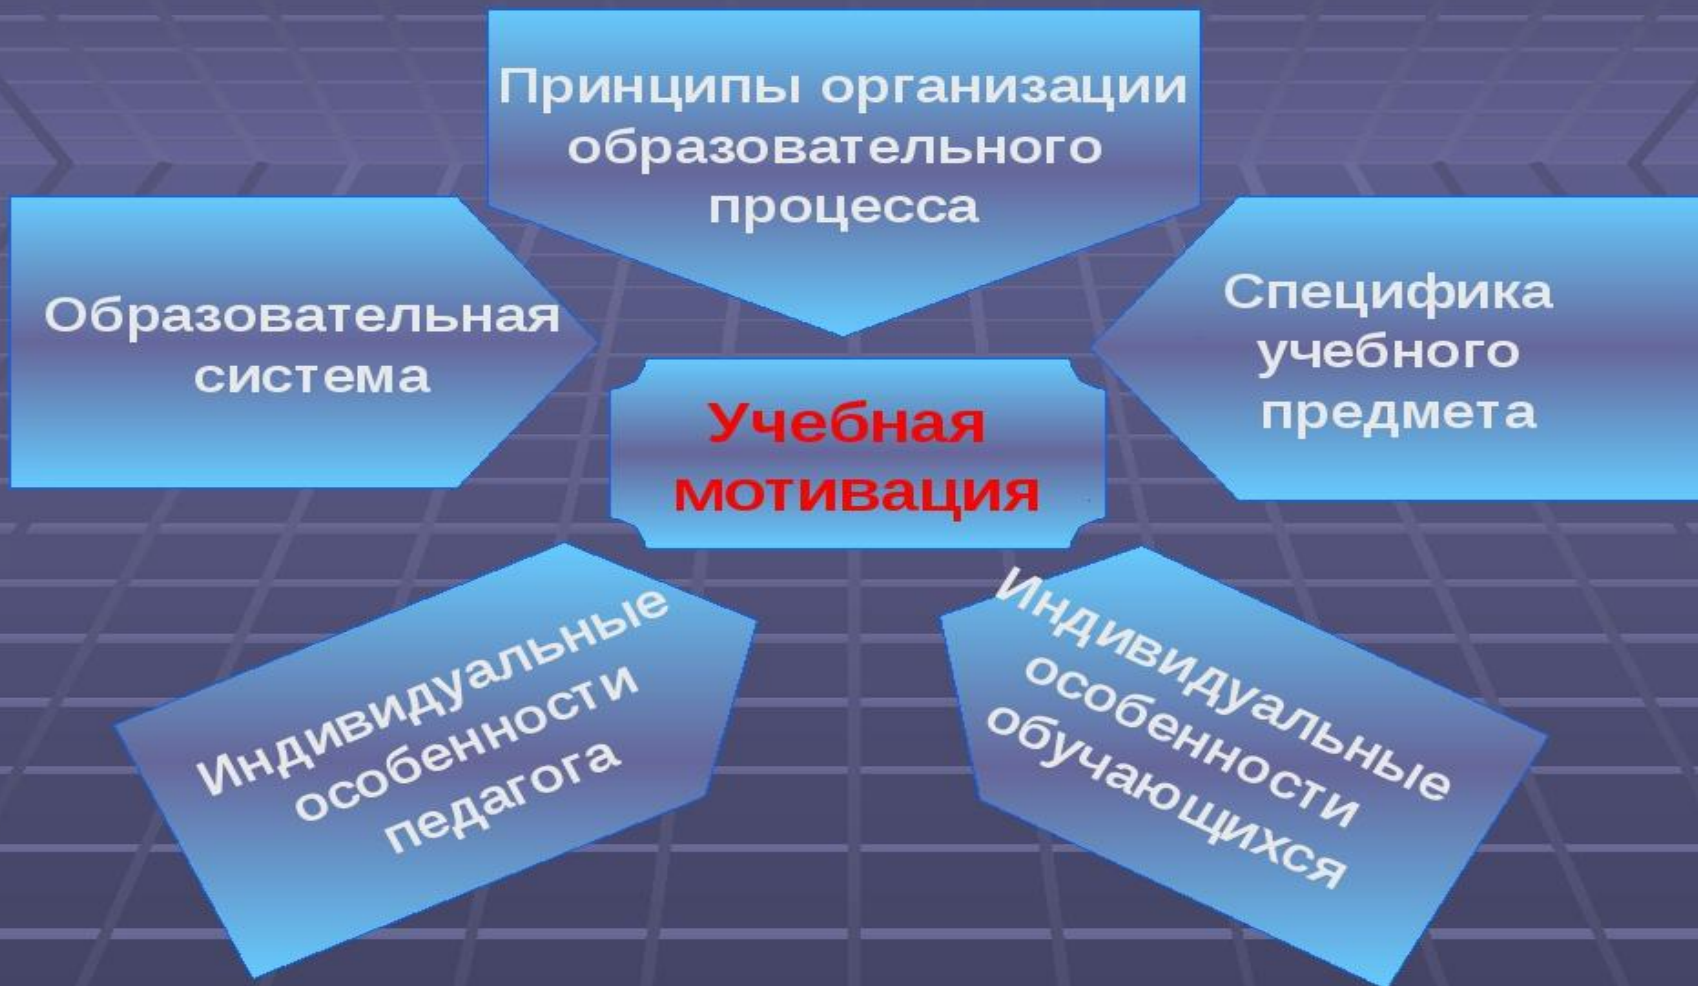 Принципы организации
образовательного
процесса
Образовательная
система
Специфика
учебного
предмета
Учебная
мотивация
Индивидуальные
особенности
педагога
Индивидуальные
особенности
обучающихся